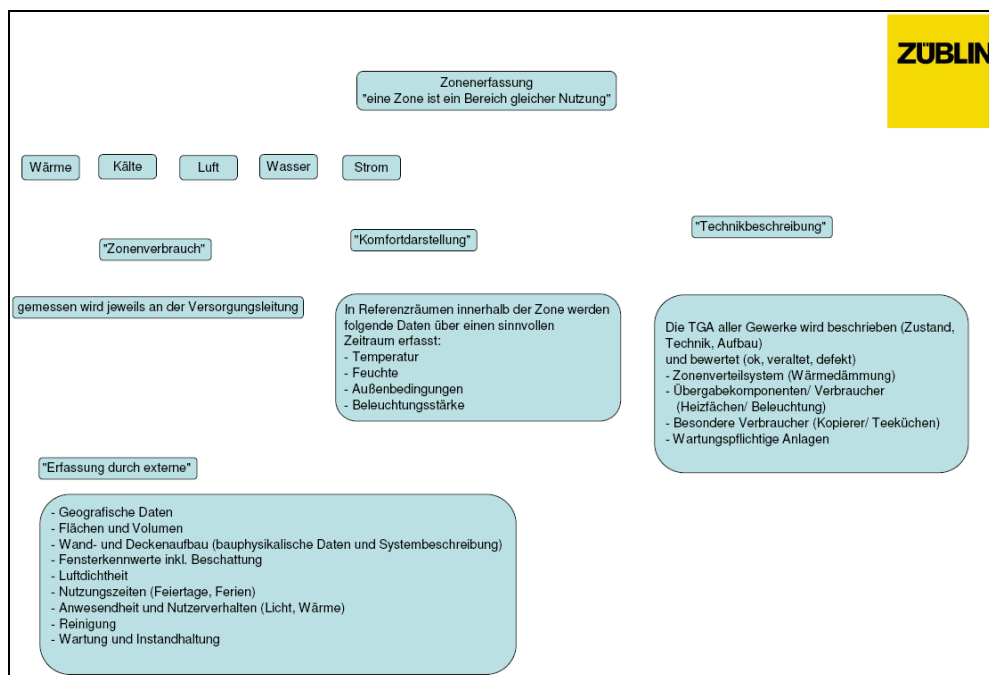 ZÜBLIN
Zonenerfassung
"eine Zone ist ein Bereich gleicher Nutzung"
Wärme
Kälte
Luft
Wasser
Strom
"Zonenverbrauch"
"Komfortdarstellung"
"Technikbeschreibung"
gemessen wird jeweils an der Versorgungsleitung
In Referenzräumen innerhalb der Zone werden
folgende Daten über einen sinnvollen
Zeitraum erfasst:
- Temperatur
- Feuchte
- Außenbedingungen
- Beleuchtungsstärke
Die TGA aller Gewerke wird beschrieben (Zustand,
Technik, Aufbau)
und bewertet (ok, veraltet, defekt)
- Zonenverteilsystem (Wärmedämmung)
- Übergabekomponenten/ Verbraucher
(Heizfächen/ Beleuchtung)
- Besondere Verbraucher (Kopierer/ Teeküchen)
- Wartungspflichtige Anlagen
"Erfassung durch externe"
- Geografische Daten
- Flächen und Volumen
- Wand- und Deckenaufbau (bauphysikalische Daten und Systembeschreibung)
- Fensterkennwerte inkl. Beschattung
- Luftdichtheit
- Nutzungszeiten (Feiertage, Ferien)
- Anwesendheit und Nutzerverhalten (Licht, Wärme)
- Reinigung
- Wartung und Instandhaltung